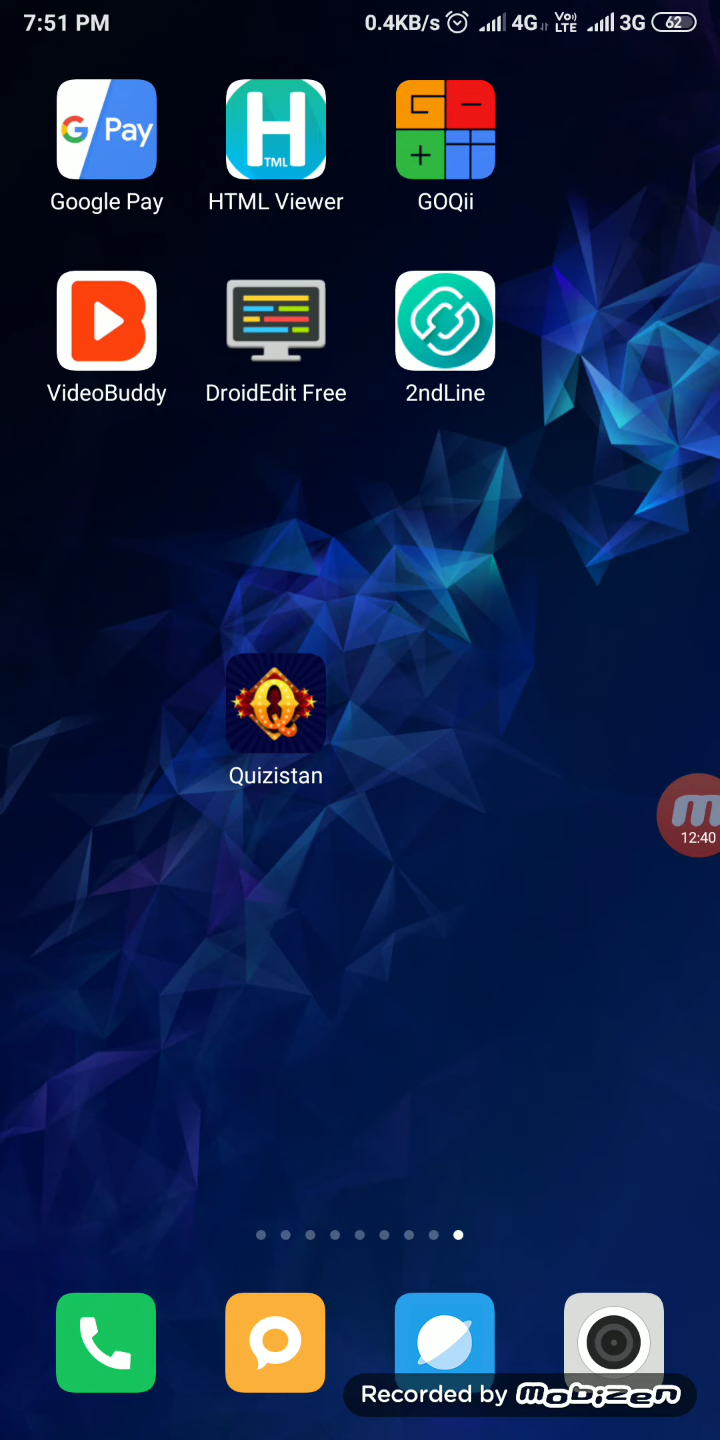 7:51 PM 0.4KB/s 4G Vo)) LTE 3G 62
G Pay
H TML
Google Pay HTML Viewer GOQii
VideoBuddy DroidEdit Free 2ndLine
Q
Quizistan
m
12:40
Recorded by mobizen